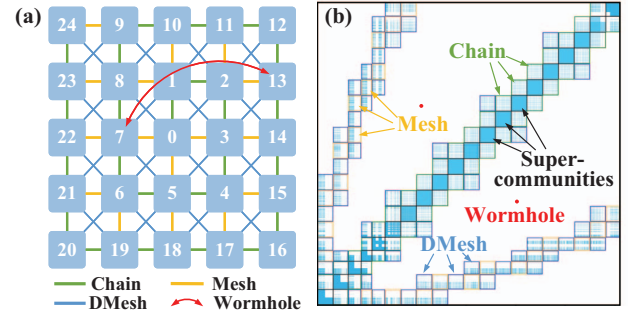 (a)
24 9 10 11 12
23 8 1 2 13
22 7 0 3 14
21 6 5 4 15
20 19 18 17 16
Chain Mesh
DMesh Wormhole
(b)
Chain
Mesh
Super-
communities
Wormhole
DMesh